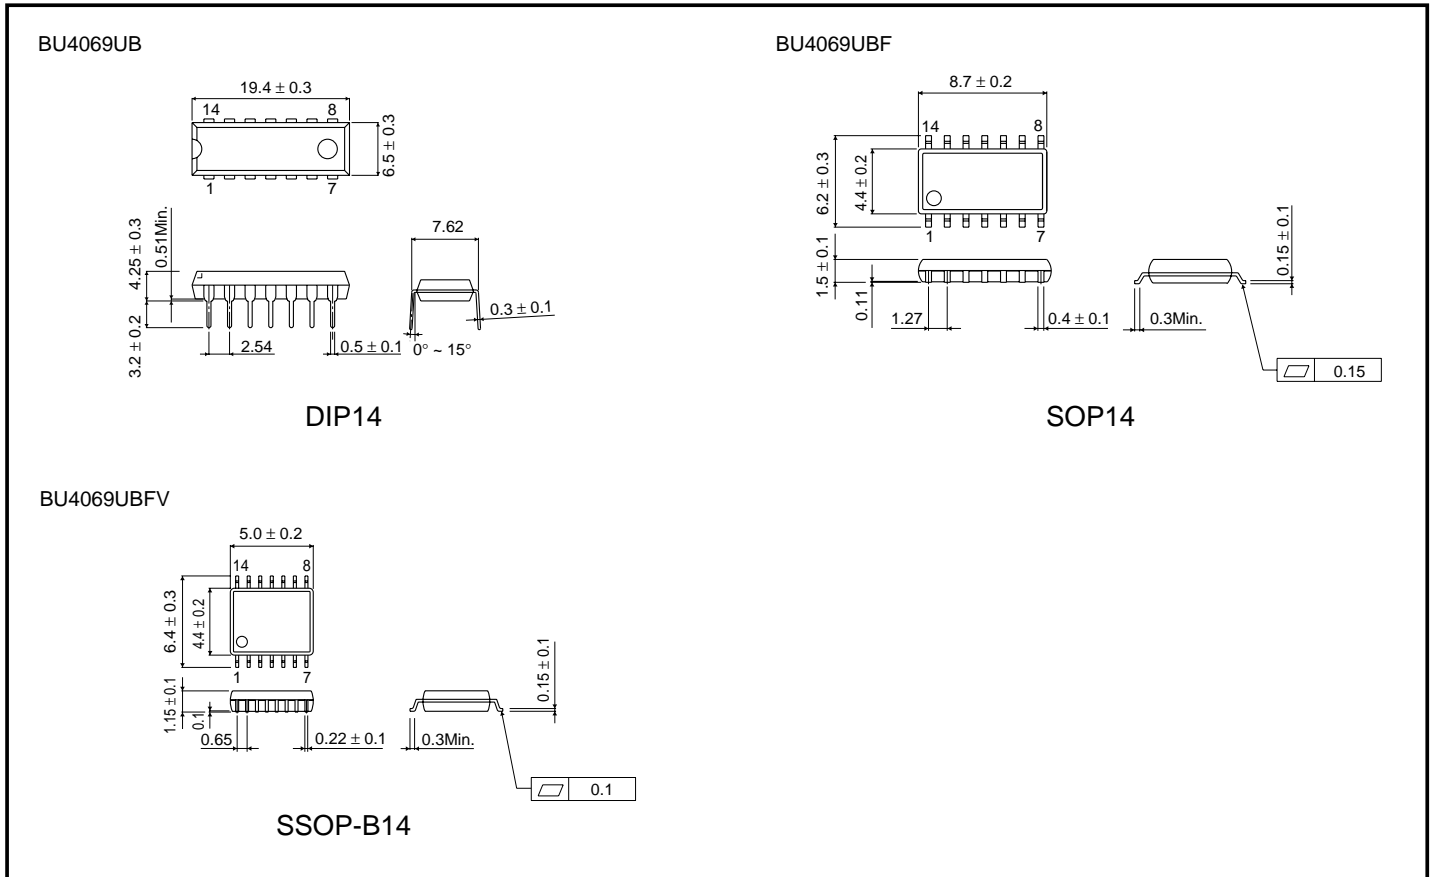 BU4069UB
19.4 ± 0.3
14 8
6.5 ± 0.3
1 7
4.25 ± 0.3
0.51Min.
3.2 ± 0.2
2.54
0.5 ± 0.1
7.62
0.3 ± 0.1
0° ~ 15°
DIP14
BU4069UBF
8.7 ± 0.2
14 8
6.2 ± 0.3
4.4 ± 0.2
1 7
1.5 ± 0.1
0.11
1.27
0.4 ± 0.1
0.15 ± 0.1
0.3Min.
0.15
SOP14
BU4069UBFV
5.0 ± 0.2
14 8
6.4 ± 0.3
4.4 ± 0.2
1 7
1.15 ± 0.1
0.1
0.65
0.22 ± 0.1
0.15 ± 0.1
0.3Min.
0.1
SSOP-B14